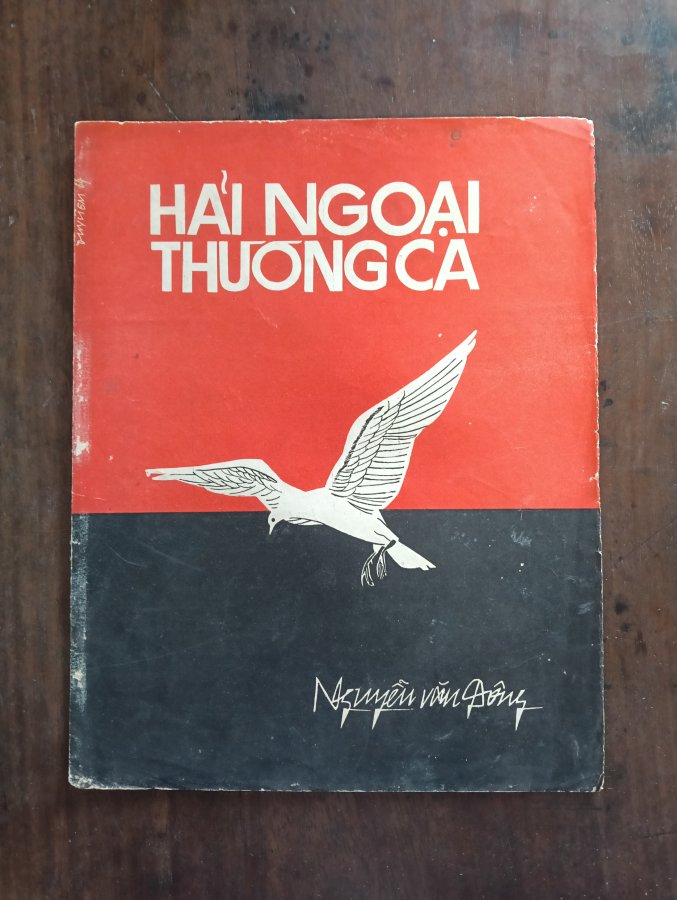 HẢI NGOẠI
THƯƠNG CA
Nguyễn văn Đông